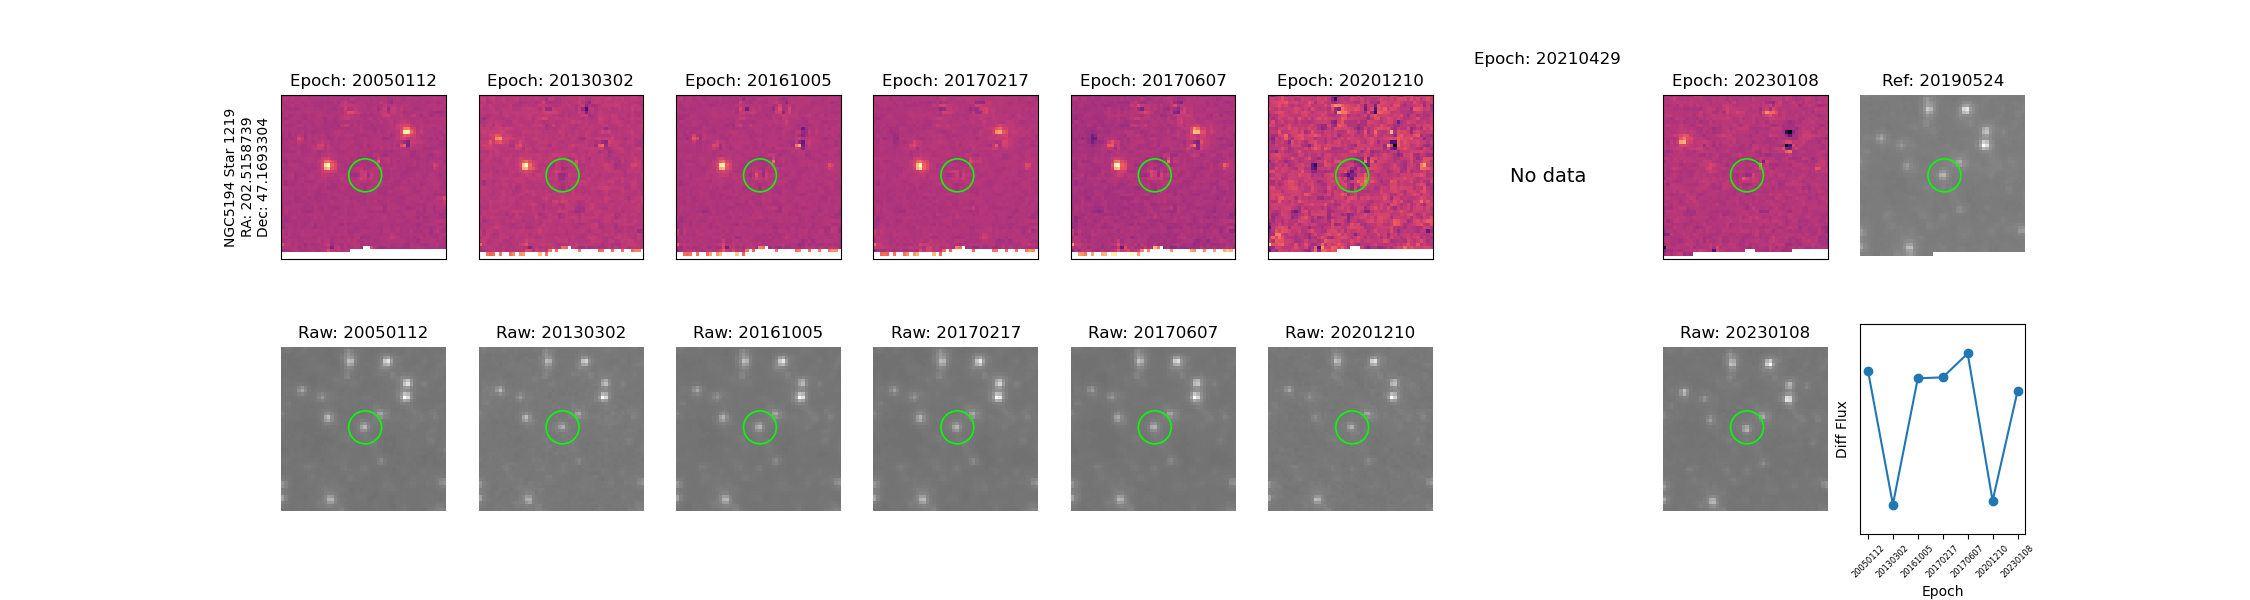 Epoch: 20050112
Epoch: 20130302
Epoch: 20161005
Epoch: 20170217
Epoch: 20170607
Epoch: 20201210
Epoch: 20210429
Epoch: 20230108
Ref: 20190524
NGC5194 Star 1219
RA: 202.5158739
Dec: 47.1693304
No data
Raw: 20050112
Raw: 20130302
Raw: 20161005
Raw: 20170217
Raw: 20170607
Raw: 20201210
Raw: 20230108
Diff Flux
20050112
20130302
20161005
20170217
20170607
20201210
20230108
Epoch